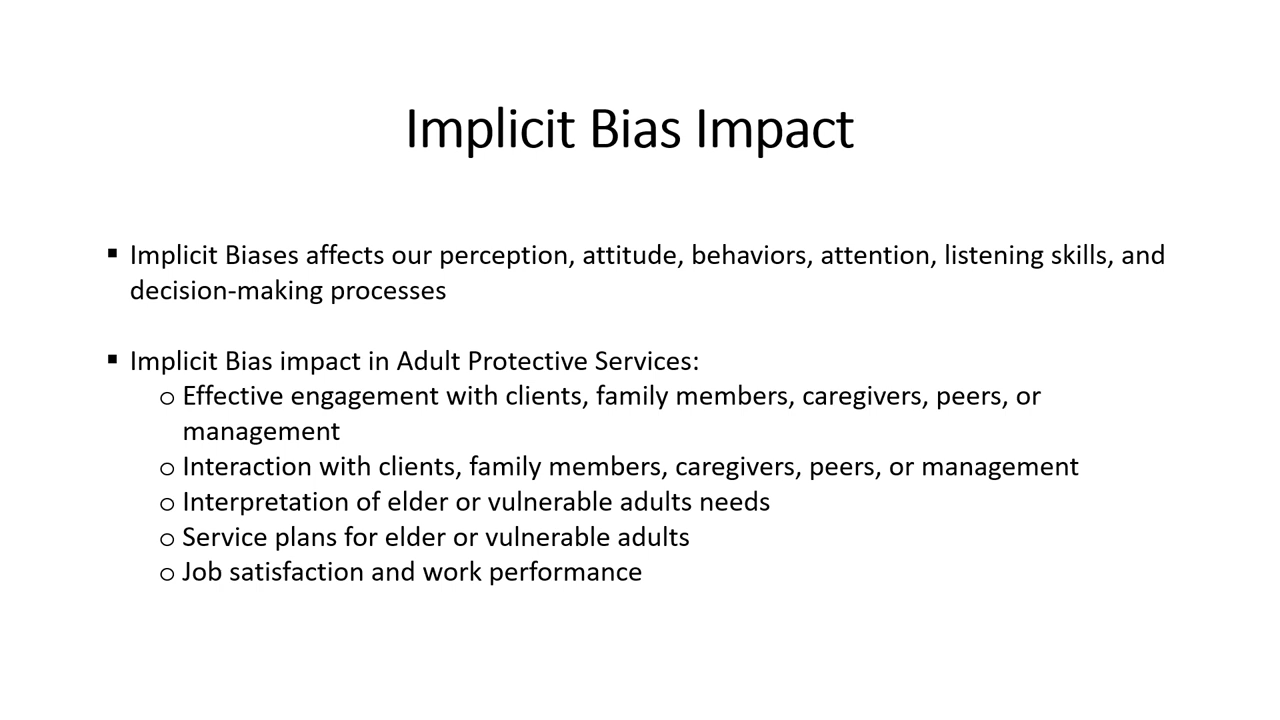 Implicit Bias Impact
▪ Implicit Biases affects our perception, attitude, behaviors, attention, listening skills, and
decision-making processes
▪ Implicit Bias impact in Adult Protective Services:
o Effective engagement with clients, family members, caregivers, peers, or
management
o Interaction with clients, family members, caregivers, peers, or management
o Interpretation of elder or vulnerable adults needs
o Service plans for elder or vulnerable adults
o Job satisfaction and work performance